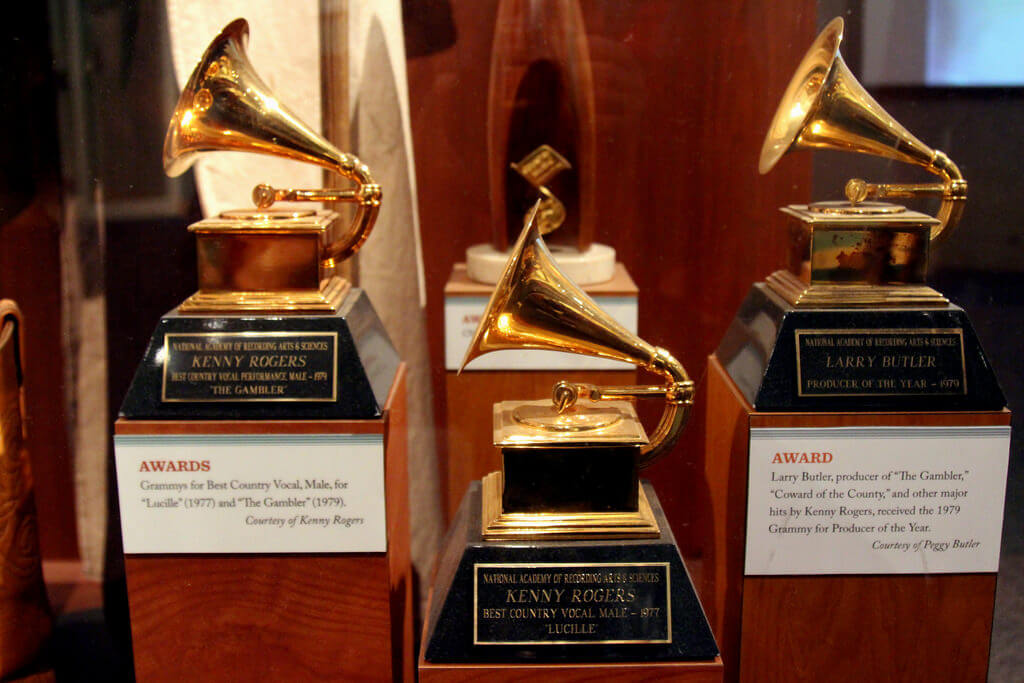 NATIONAL ACADEMY OF RECORDING ARTS & SCIENCES
KENNY ROGERS
BEST COUNTRY VOCAL PERFORMANCE, MALE - 1979
"THE GAMBLER"
AWARDS
Grammys for Best Country Vocal, Male, for
"Lucille" (1977) and "The Gambler" (1979).
Courtesy of Kenny Rogers
NATIONAL ACADEMY OF RECORDING ARTS & SCIENCES
KENNY ROGERS
BEST COUNTRY VOCAL MALE - 1977
"LUCILLE"
NATIONAL ACADEMY OF RECORDING ARTS & SCIENCES
LARRY BUTLER
PRODUCER OF THE YEAR - 1979
AWARD
Larry Butler, producer of "The Gambler,"
"Coward of the County," and other major
hits by Kenny Rogers, received the 1979
Grammy for Producer of the Year.
Courtesy of Peggy Butler